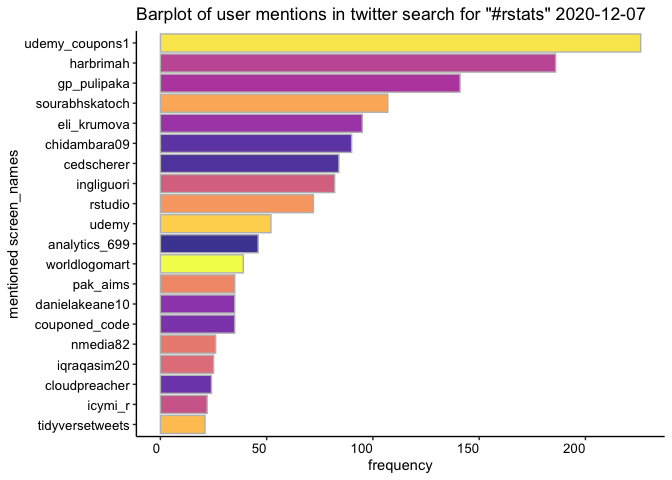 Barplot of user mentions in twitter search for "#rstats" 2020-12-07
mentioned screen_names
udemy_coupons1
harbrimah
gp_pulipaka
sourabhskatoch
eli_krumova
chidambara09
cedscherer
ingliguori
rstudio
udemy
analytics_699
worldlogomart
pak_aims
danielakeane10
couponed_code
nmedia82
iqraqasim20
cloudpreacher
icymi_r
tidyversetweets
0 50 100 150 200
frequency